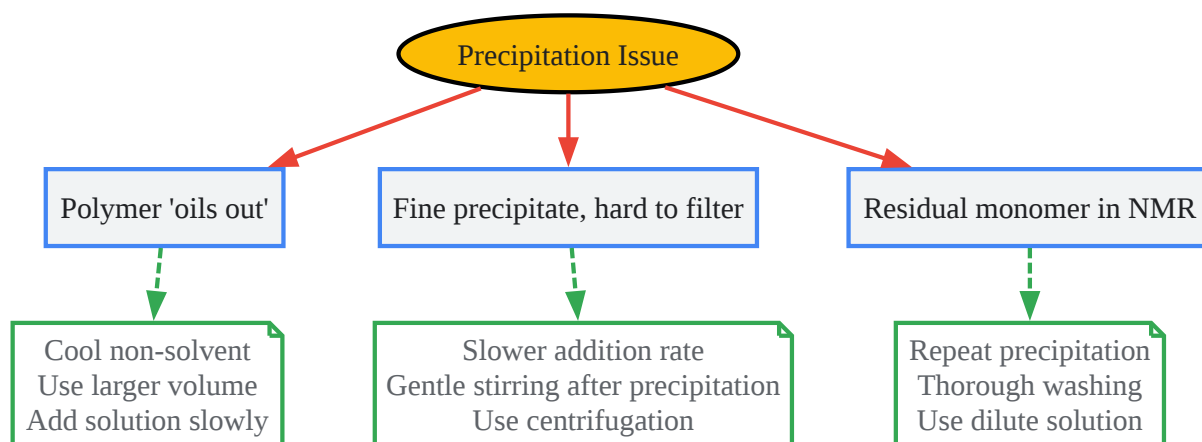 Precipitation Issue
Polymer 'oils out'
Fine precipitate, hard to filter
Residual monomer in NMR
Cool non-solvent
Use larger volume
Add solution slowly
Slower addition rate
Gentle stirring after precipitation
Use centrifugation
Repeat precipitation
Thorough washing
Use dilute solution